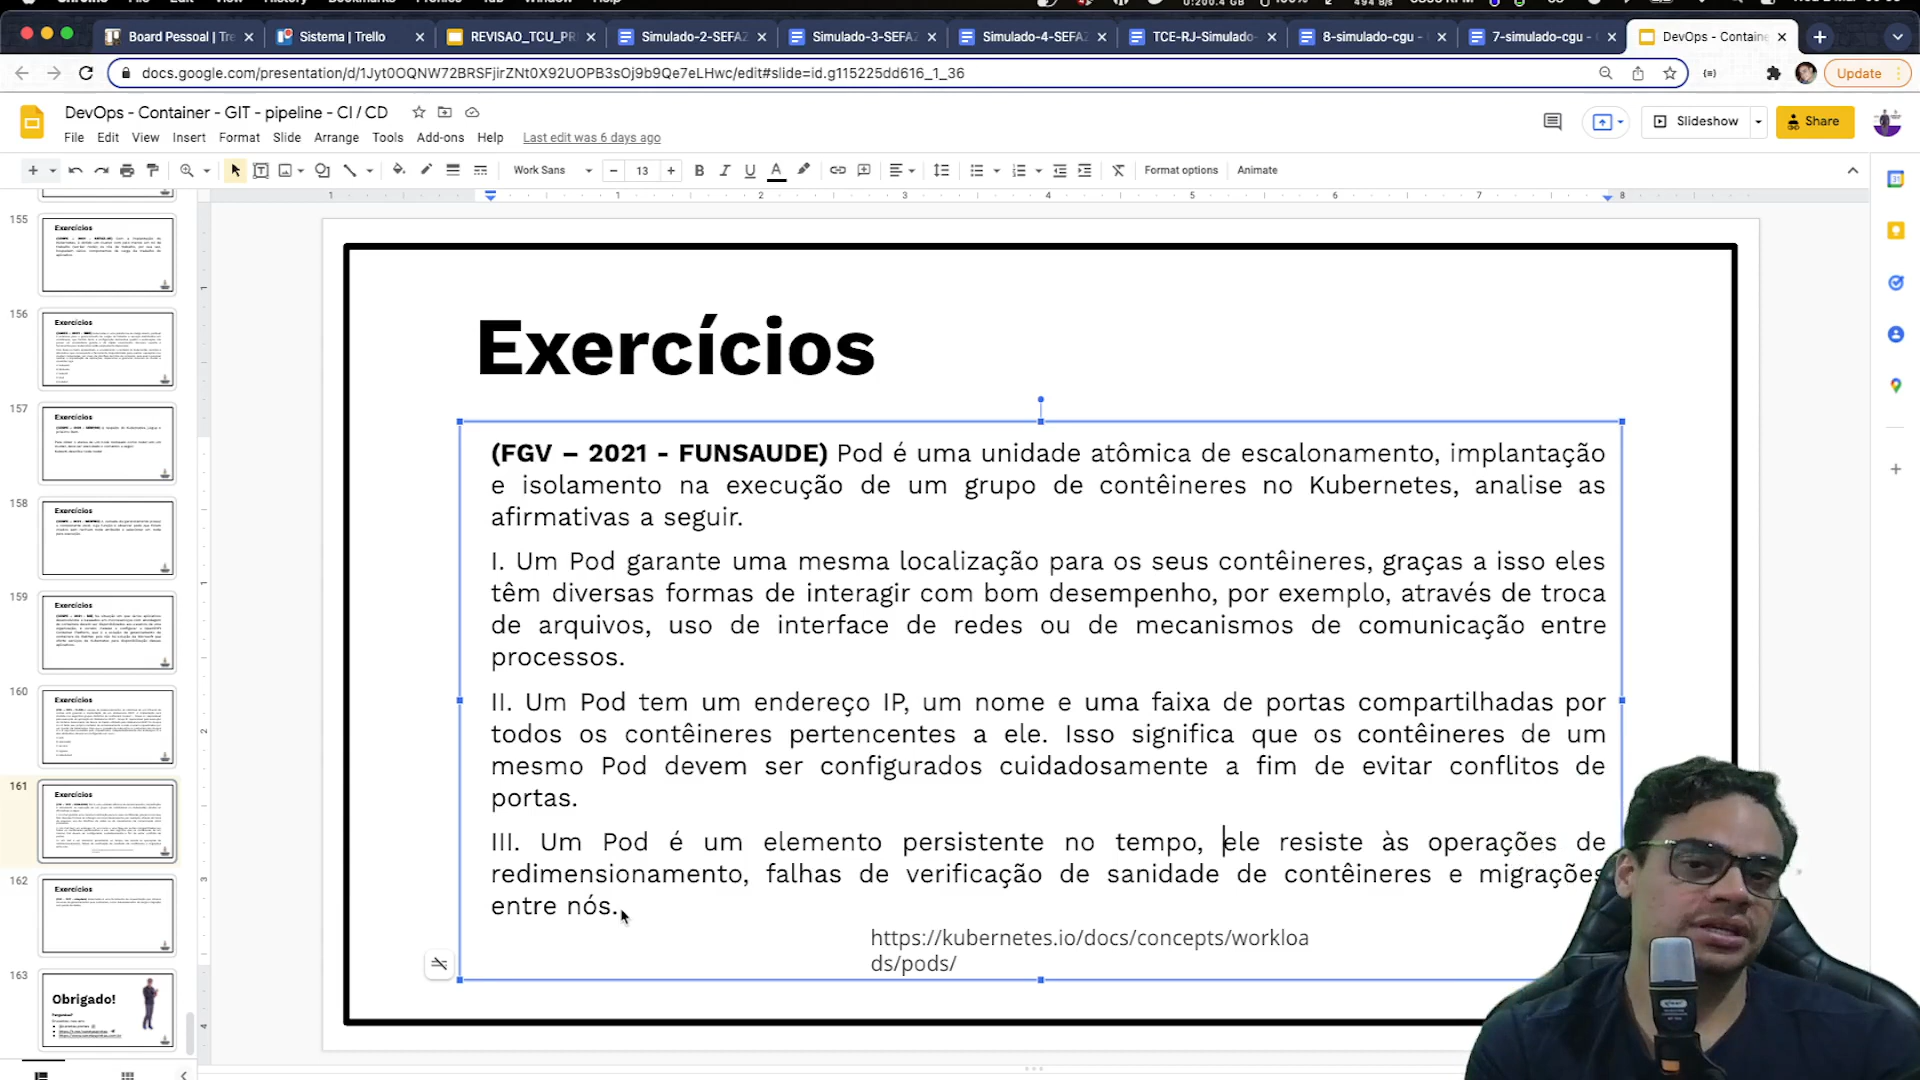 Board Pessoal | Tre
Sistema | Trello
REVISAO_TCU_PR
Simulado-2-SEFAZ
Simulado-3-SEFAZ
Simulado-4-SEFAZ
TCE-RJ-Simulado-
8-simulado-cgu -
7-simulado-cgu -
DevOps - Containe
docs.google.com/presentation/d/1Jyt0OQNW72BRSFjirZNt0X92UOPB3sOj9b9Qe7eLHwc/edit#slide=id.g115225dd616_1_36
Update
DevOps - Container - GIT - pipeline - CI / CD
File Edit View Insert Format Slide Arrange Tools Add-ons Help Last edit was 6 days ago
Slideshow
Share
Work Sans
13
Format options
Animate
155
Exercícios
156
Exercícios
157
Exercícios
158
Exercícios
159
Exercícios
160
Exercícios
161
Exercícios
162
Exercícios
163
Obrigado!
Exercícios
(FGV – 2021 - FUNSAUDE) Pod é uma unidade atômica de escalonamento, implantação
e isolamento na execução de um grupo de contêineres no Kubernetes, analise as
afirmativas a seguir.
I. Um Pod garante uma mesma localização para os seus contêineres, graças a isso eles
têm diversas formas de interagir com bom desempenho, por exemplo, através de troca
de arquivos, uso de interface de redes ou de mecanismos de comunicação entre
processos.
II. Um Pod tem um endereço IP, um nome e uma faixa de portas compartilhadas por
todos os contêineres pertencentes a ele. Isso significa que os contêineres de um
mesmo Pod devem ser configurados cuidadosamente a fim de evitar conflitos de
portas.
III. Um Pod é um elemento persistente no tempo, ele resiste às operações de
redimensionamento, falhas de verificação de sanidade de contêineres e migrações
entre nós.
https://kubernetes.io/docs/concepts/workloa
ds/pods/